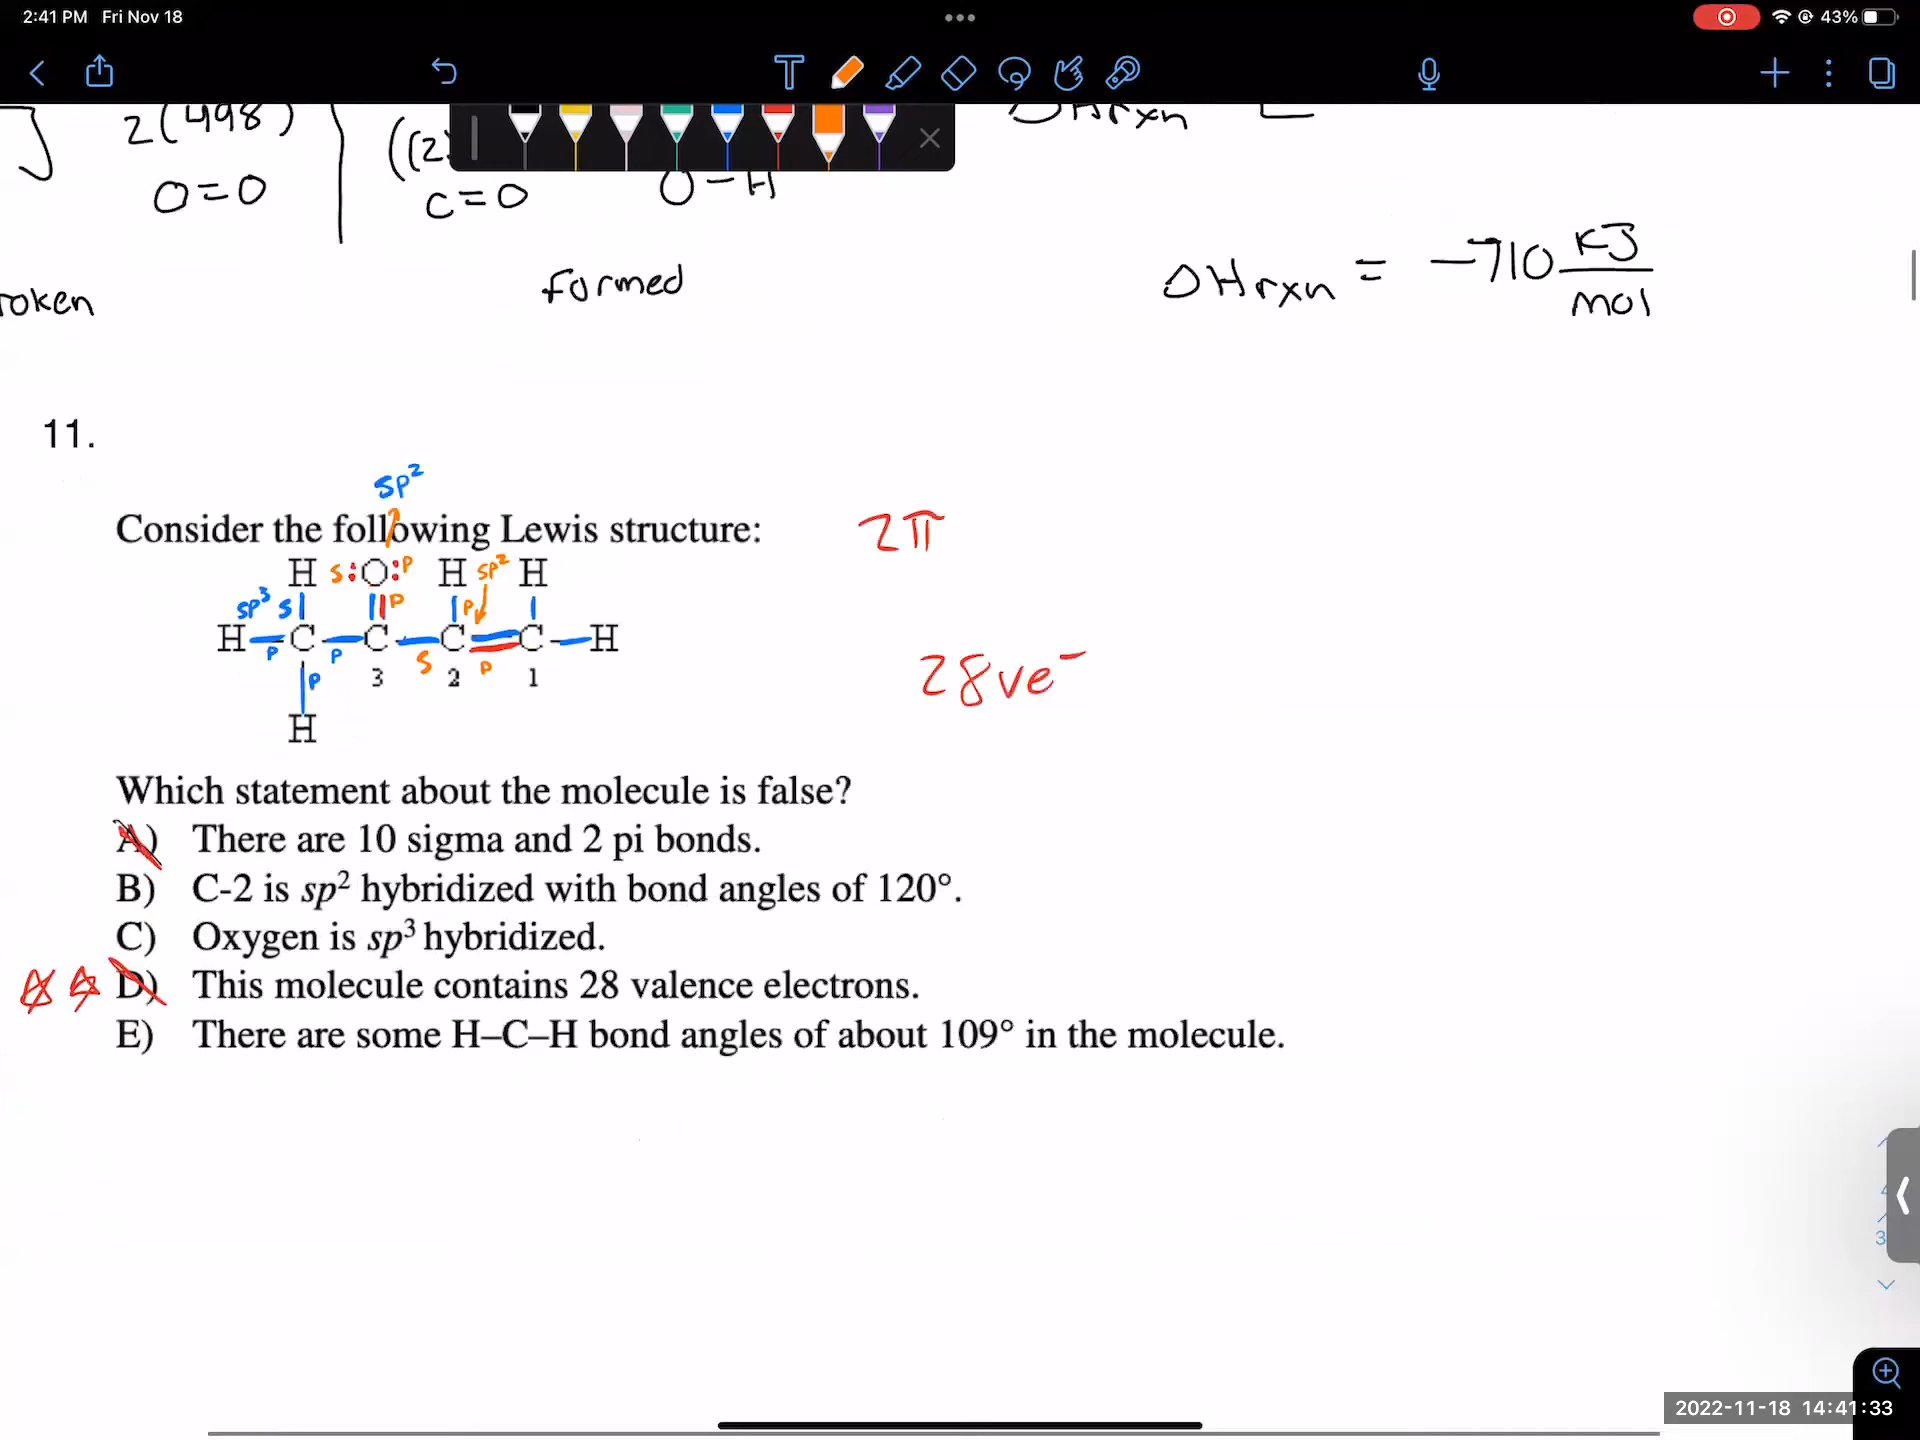 2:41 PM Fri Nov 18
43%
2(498)
((2
ΔHrxn
O=O
C=O
O-H
roken
formed
ΔHrxn = -710 KJ
mol
11.
sp²
Consider the following Lewis structure:
2π
H S:O:P H sp² H
sp³ S P P
H-C-C-C=C-H
P P S P
P 3 2 1
28ve⁻
H
Which statement about the molecule is false?
A) There are 10 sigma and 2 pi bonds.
B) C-2 is sp² hybridized with bond angles of 120°.
C) Oxygen is sp³ hybridized.
D) This molecule contains 28 valence electrons.
E) There are some H–C–H bond angles of about 109° in the molecule.
3
2022-11-18 14:41:33